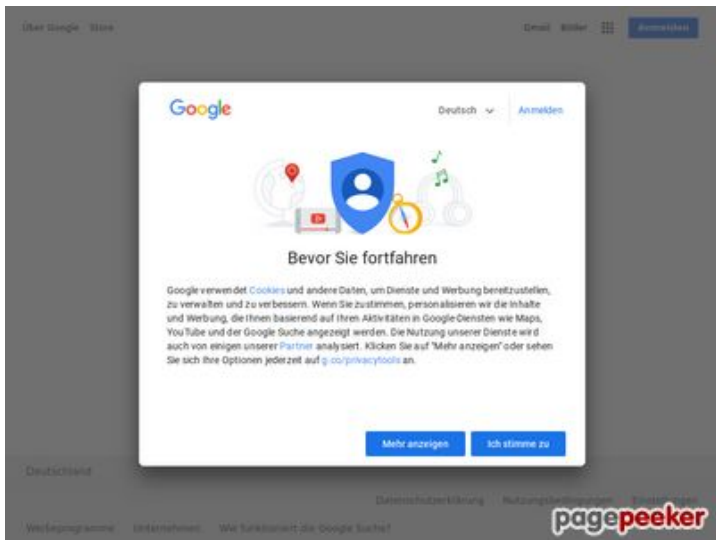 Über Google Store
Gmail Bilder Anmelden
Google
Deutsch Anmelden
Bevor Sie fortfahren
Google verwendet Cookies und andere Daten, um Dienste und Werbung bereitzustellen,
zu verwalten und zu verbessern. Wenn Sie zustimmen, personalisieren wir die Inhalte
und Werbung, die Ihnen basierend auf Ihren Aktivitäten in Google-Diensten wie Maps,
YouTube und der Google Suche angezeigt werden. Die Nutzung unserer Dienste wird
auch von einigen unserer Partner analysiert. Klicken Sie auf "Mehr anzeigen" oder sehen
Sie sich Ihre Optionen jederzeit auf g.co/privacytools an.
Mehr anzeigen Ich stimme zu
Deutschland
Datenschutzerklärung Nutzungsbedingungen Einstellungen
Werbeprogramme Unternehmen Wie funktioniert die Google Suche?
pagepeeker